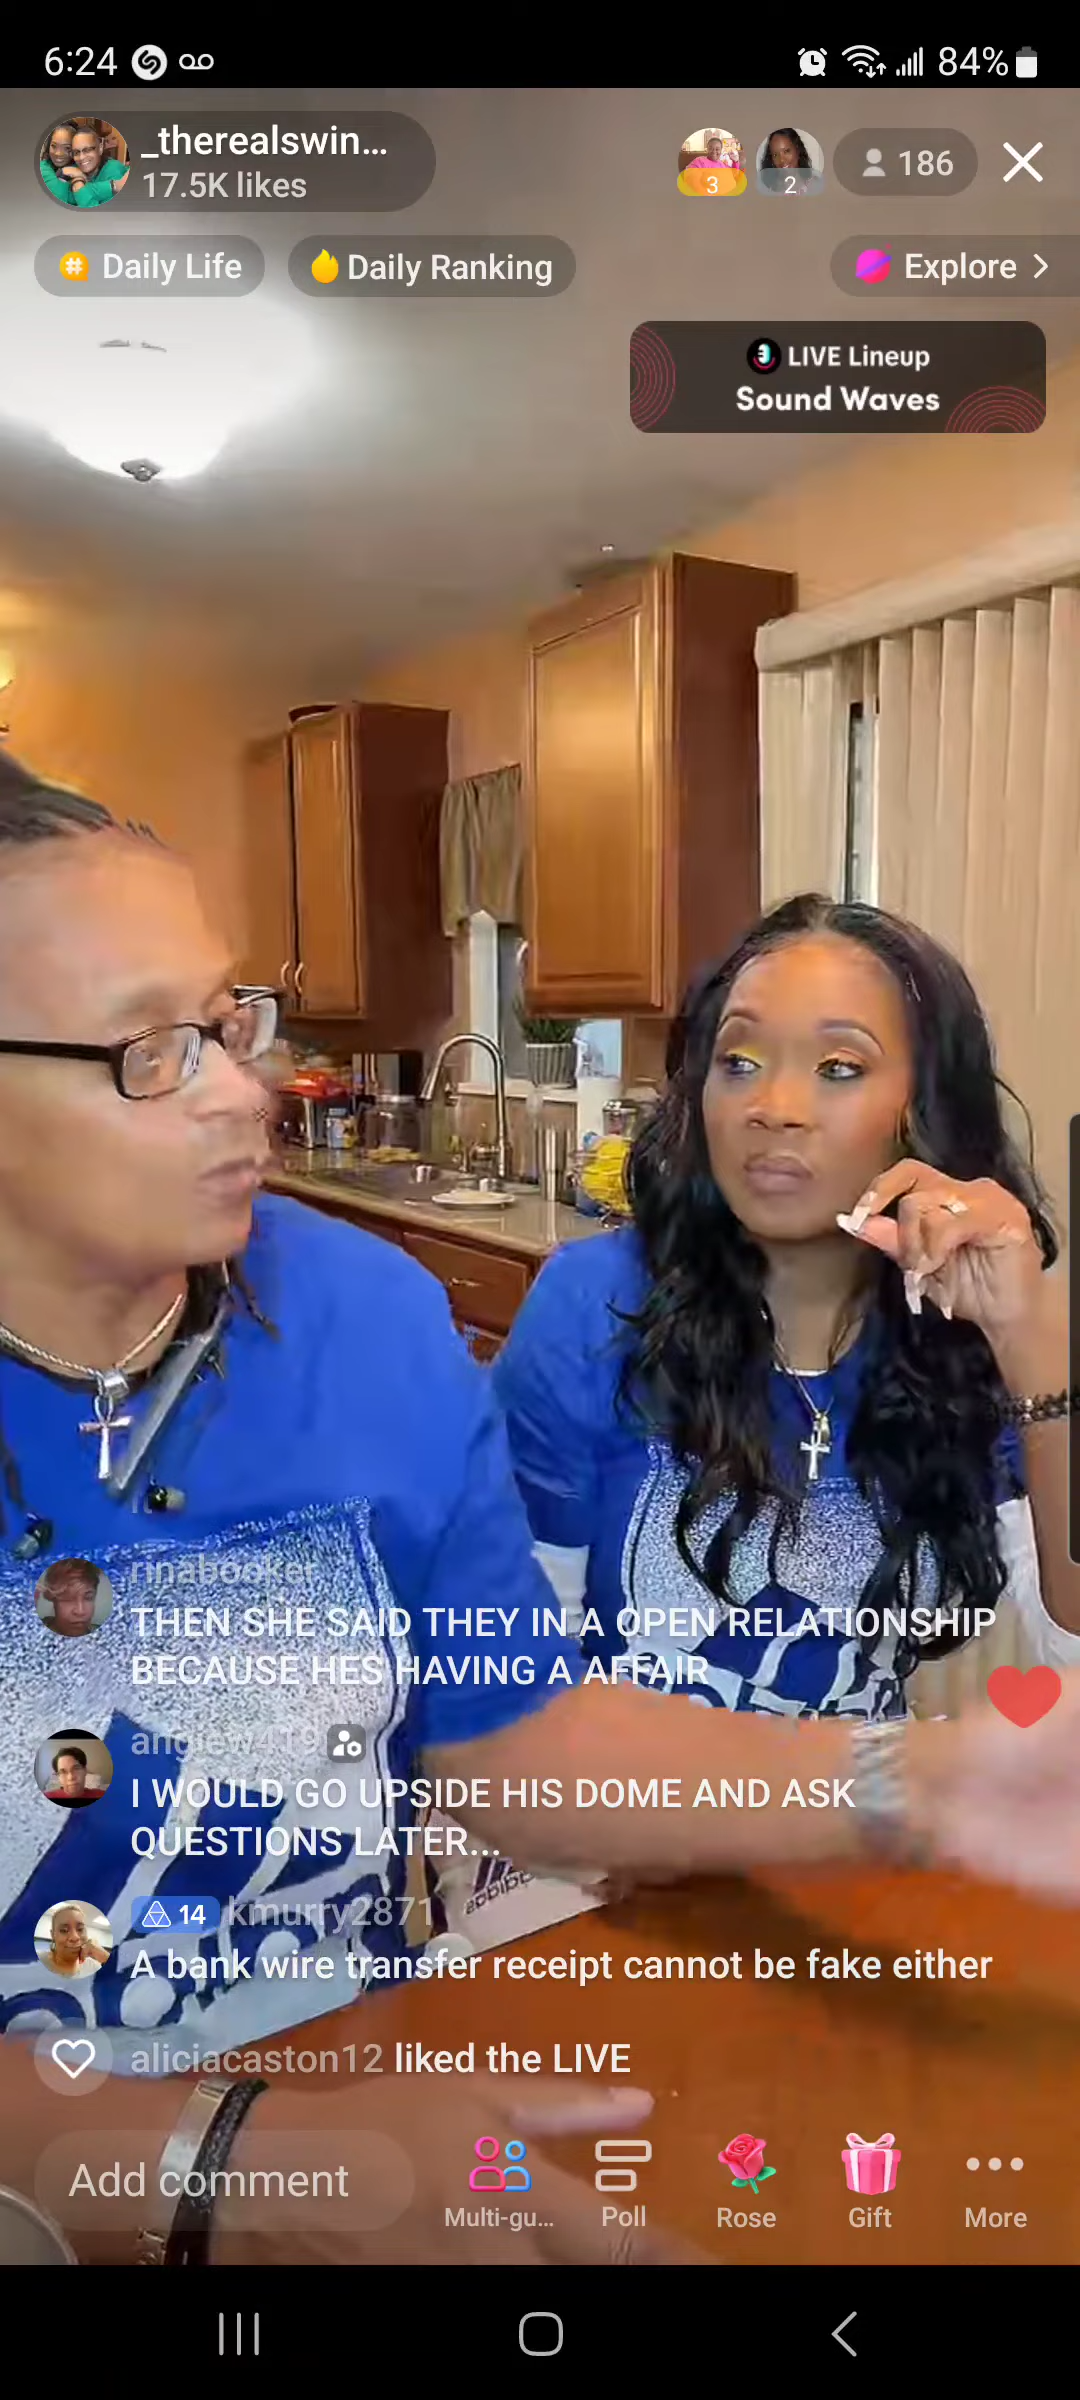 6:24
84%
_therealswin...
17.5K likes
3
2
186
Daily Life
Daily Ranking
Explore
LIVE Lineup
Sound Waves
rinabooker
THEN SHE SAID THEY IN A OPEN RELATIONSHIP
BECAUSE HES HAVING A AFFAIR
angiew419
I WOULD GO UPSIDE HIS DOME AND ASK
QUESTIONS LATER...
14 kmurry2871
A bank wire transfer receipt cannot be fake either
aliciacaston12 liked the LIVE
Add comment
Multi-gu...
Poll
Rose
Gift
More